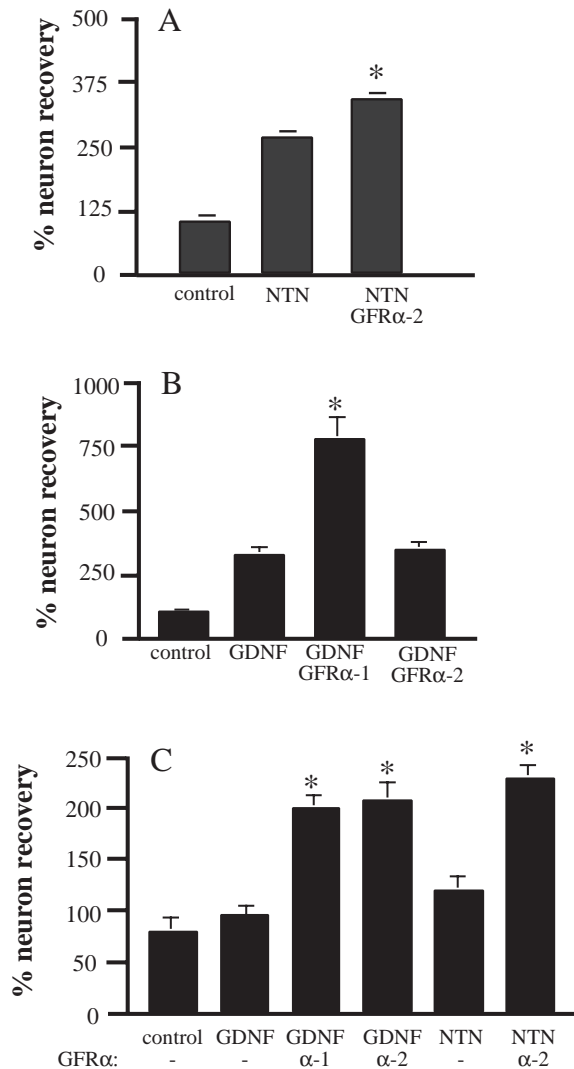 A
% neuron recovery
500
375
250
125
0
*
control NTN NTN
GFRα-2
B
% neuron recovery
1000
750
500
250
0
*
control GDNF GDNF GDNF
GFRα-1 GFRα-2
C
% neuron recovery
250
200
150
100
50
0
* * *
control GDNF GDNF GDNF NTN NTN
GFRα: - - α-1 α-2 - α-2